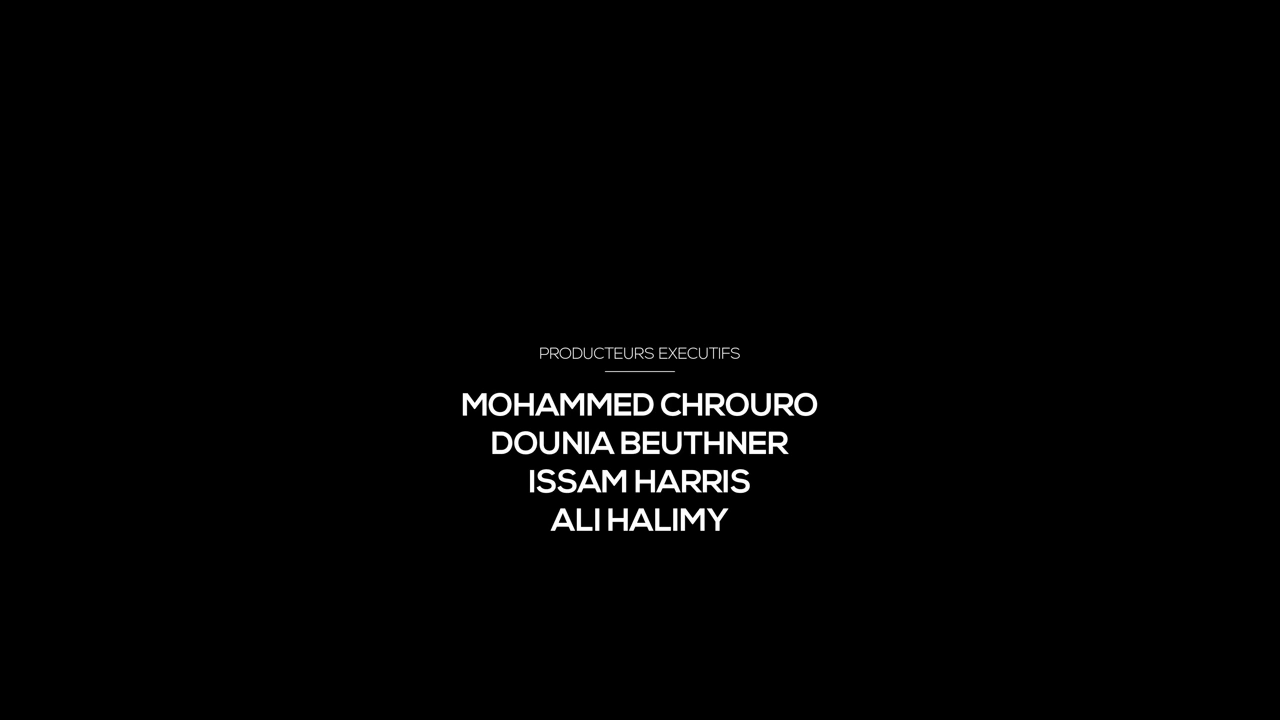 PRODUCTEURS EXECUTIFS
MOHAMMED CHROURO
DOUNIA BEUTHNER
ISSAM HARRIS
ALI HALIMY